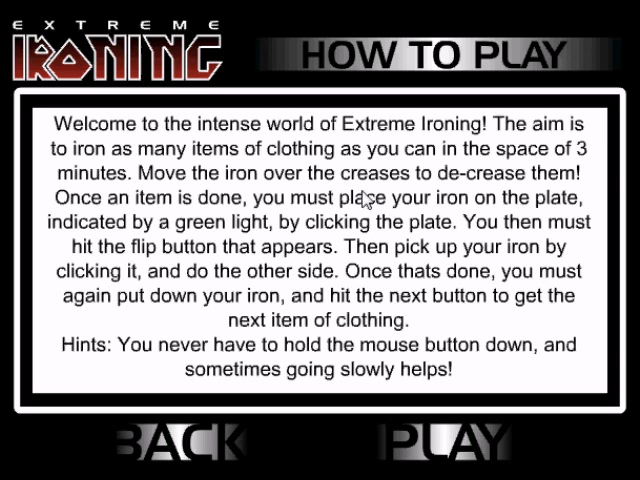 EXTREME
IRONING
HOW TO PLAY
Welcome to the intense world of Extreme Ironing! The aim is
to iron as many items of clothing as you can in the space of 3
minutes. Move the iron over the creases to de-crease them!
Once an item is done, you must place your iron on the plate,
indicated by a green light, by clicking the plate. You then must
hit the flip button that appears. Then pick up your iron by
clicking it, and do the other side. Once thats done, you must
again put down your iron, and hit the next button to get the
next item of clothing.
Hints: You never have to hold the mouse button down, and
sometimes going slowly helps!
BACK PLAY